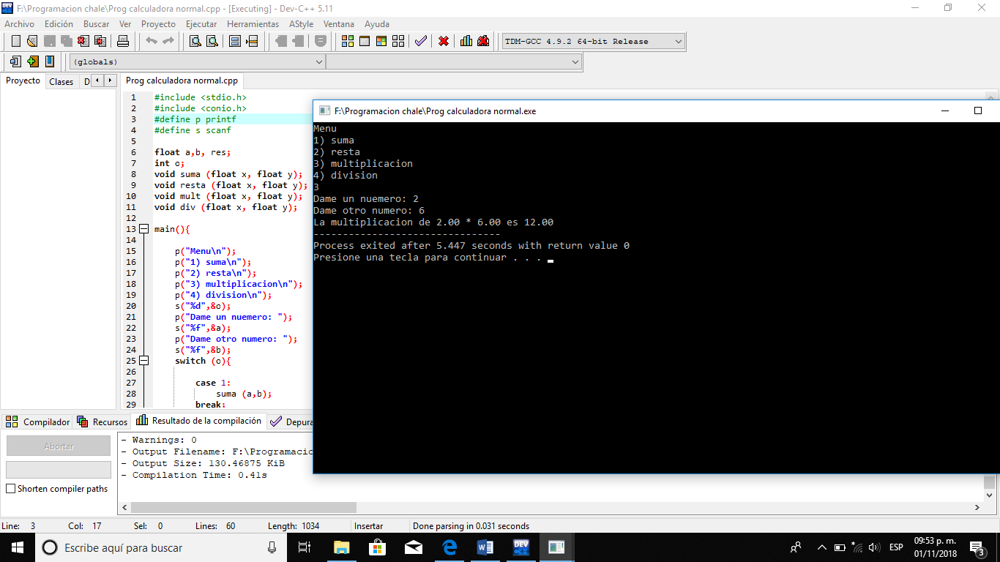 F:\Programacion chale\Prog calculadora normal.cpp - [Executing] - Dev-C++ 5.11
Archivo Edición Buscar Ver Proyecto Ejecutar Herramientas AStyle Ventana Ayuda
TDM-GCC 4.9.2 64-bit Release
(globals)
Proyecto Clases D
Prog calculadora normal.cpp
1 #include <stdio.h>
2 #include <conio.h>
3 #define p printf
4 #define s scanf
5
6 float a,b, res;
7 int o;
8 void suma (float x, float y);
9 void resta (float x, float y);
10 void mult (float x, float y);
11 void div (float x, float y);
12
13 main(){
14
15 p("Menu\n");
16 p("1) suma\n");
17 p("2) resta\n");
18 p("3) multiplicacion\n");
19 p("4) division\n");
20 s("%d",&o);
21 p("Dame un nuemero: ");
22 s("%f",&a);
23 p("Dame otro numero: ");
24 s("%f",&b);
25 switch (o){
26
27 case 1:
28 suma (a,b);
29 break;
F:\Programacion chale\Prog calculadora normal.exe
Menu
1) suma
2) resta
3) multiplicacion
4) division
3
Dame un nuemero: 2
Dame otro numero: 6
La multiplicacion de 2.00 * 6.00 es 12.00
--------------------------------
Process exited after 5.447 seconds with return value 0
Presione una tecla para continuar . . .
Compilador Recursos Resultado de la compilación Depura
Abortar
Shorten compiler paths
- Warnings: 0
- Output Filename: F:\Programacio
- Output Size: 130.46875 KiB
- Compilation Time: 0.41s
Line: 3 Col: 17 Sel: 0 Lines: 60 Length: 1034 Insertar Done parsing in 0.031 seconds
Escribe aquí para buscar
DEV
ESP
09:53 p. m.
01/11/2018
3